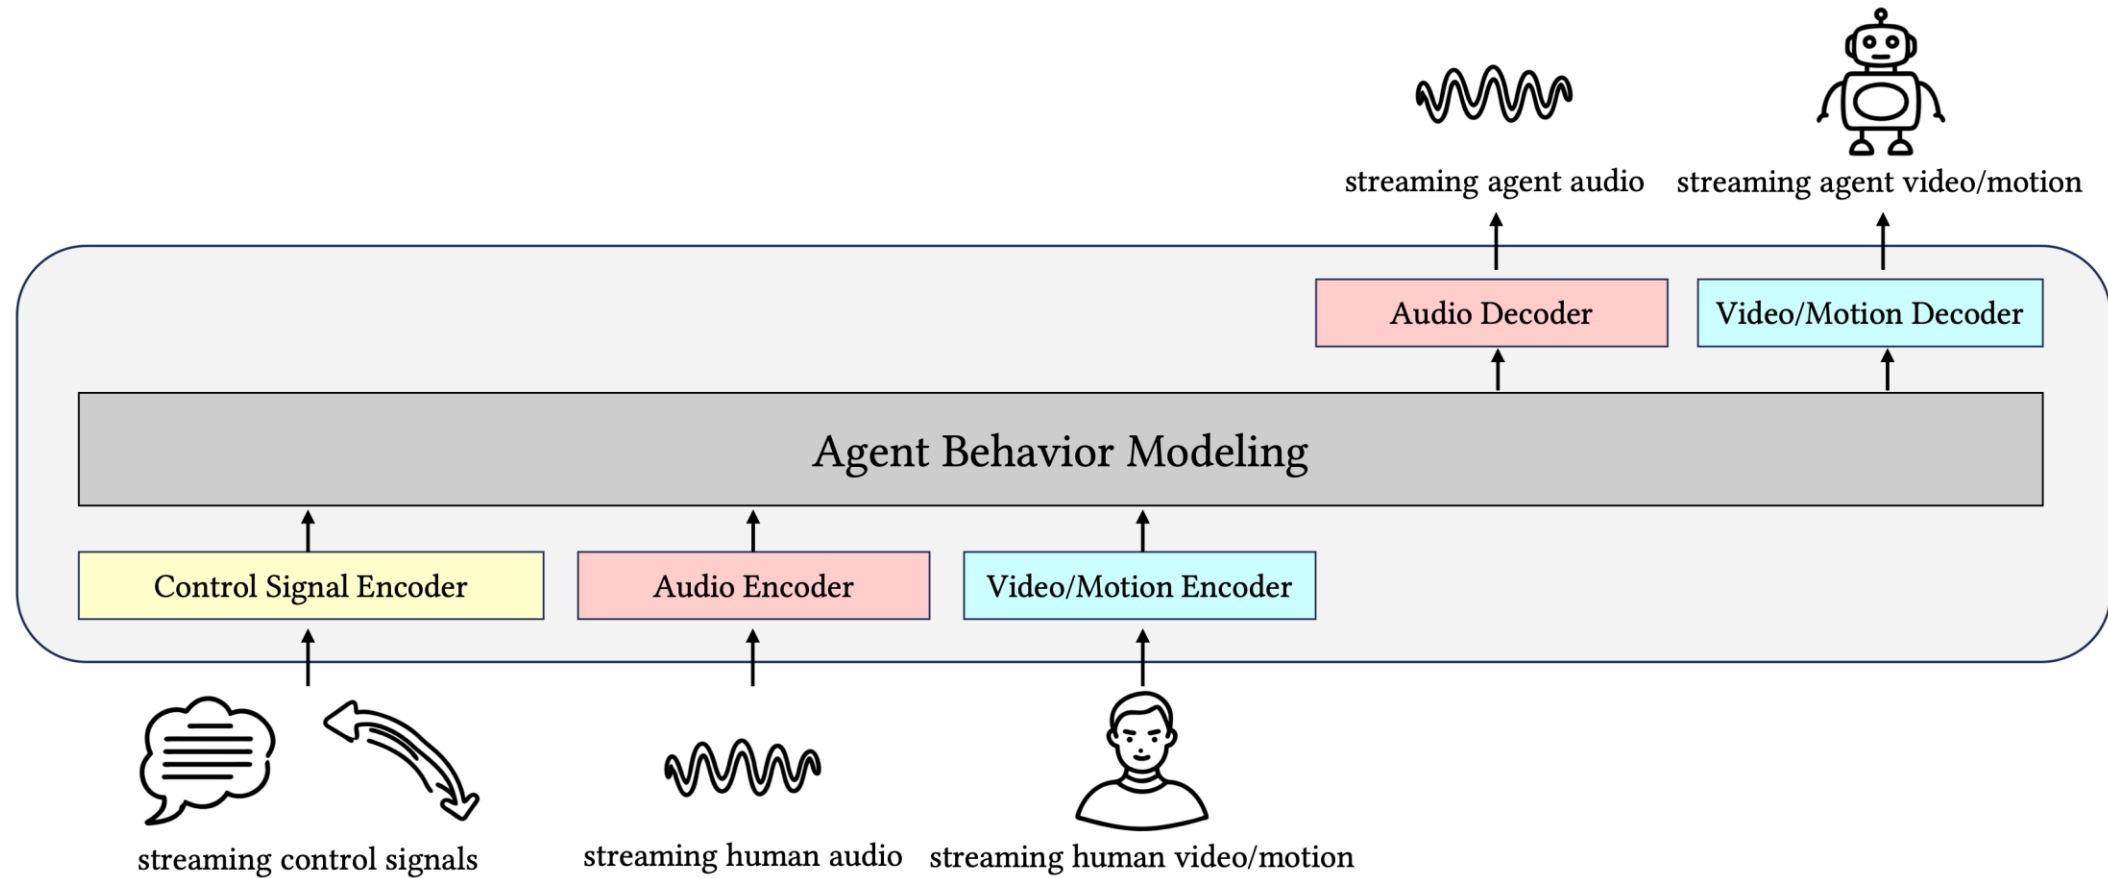 streaming agent audio
streaming agent video/motion
Audio Decoder
Video/Motion Decoder
Agent Behavior Modeling
Control Signal Encoder
Audio Encoder
Video/Motion Encoder
streaming control signals
streaming human audio
streaming human video/motion